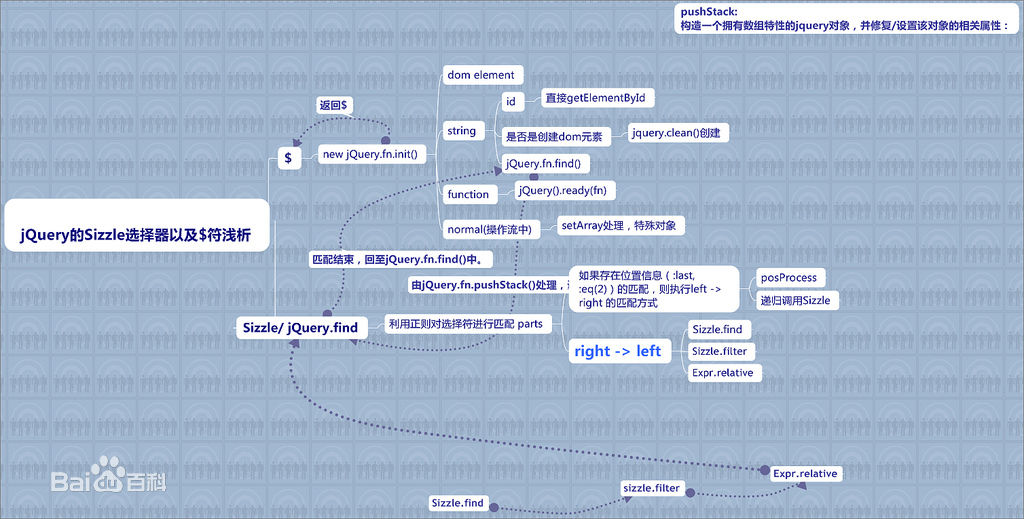 pushStack:
构造一个拥有数组特性的jquery对象，并修复/设置该对象的相关属性：
dom element
返回$
id
直接getElementById
string
是否是创建dom元素
jquery.clean()创建
$
new jQuery.fn.init()
jQuery.fn.find()
function
jQuery().ready(fn)
normal(操作流中)
setArray处理，特殊对象
jQuery的Sizzle选择器以及$符浅析
匹配结束，回至jQuery.fn.find()中。
由jQuery.fn.pushStack()处理，
如果存在位置信息（:last,
:eq(2)）的匹配，则执行left ->
right 的匹配方式
posProcess
递归调用Sizzle
Sizzle/ jQuery.find
利用正则对选择符进行匹配 parts
right -> left
Sizzle.find
Sizzle.filter
Expr.relative
Expr.relative
sizzle.filter
Sizzle.find
Baidu百科